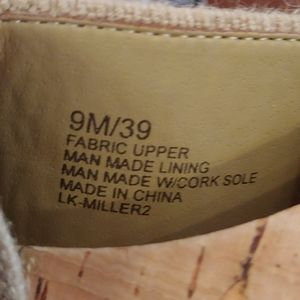 9M/39
FABRIC UPPER
MAN MADE LINING
MAN MADE W/CORK SOLE
MADE IN CHINA
LK-MILLER2